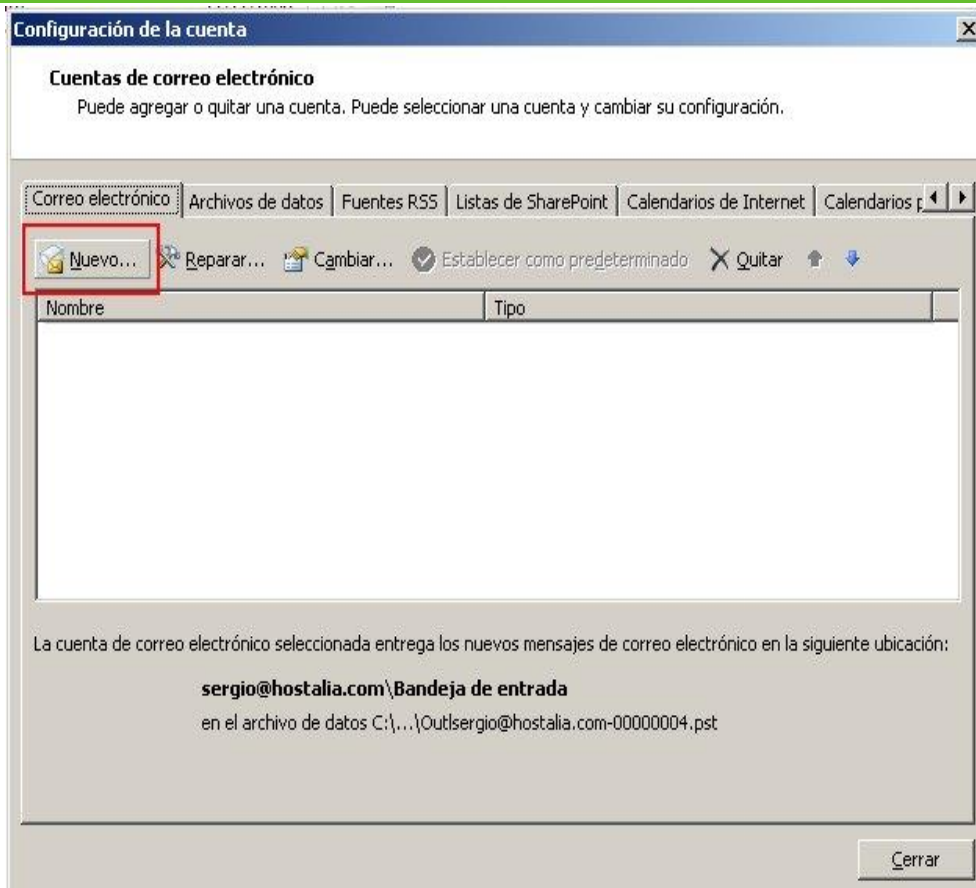 Configuración de la cuenta
Cuentas de correo electrónico
Puede agregar o quitar una cuenta. Puede seleccionar una cuenta y cambiar su configuración.
Correo electrónico Archivos de datos Fuentes RSS Listas de SharePoint Calendarios de Internet Calendarios
Nuevo... Reparar... Cambiar... Establecer como predeterminado Quitar
Nombre Tipo
La cuenta de correo electrónico seleccionada entrega los nuevos mensajes de correo electrónico en la siguiente ubicación:
sergio@hostalia.com\Bandeja de entrada
en el archivo de datos C:\...\Outlsergio@hostalia.com-00000004.pst
Cerrar